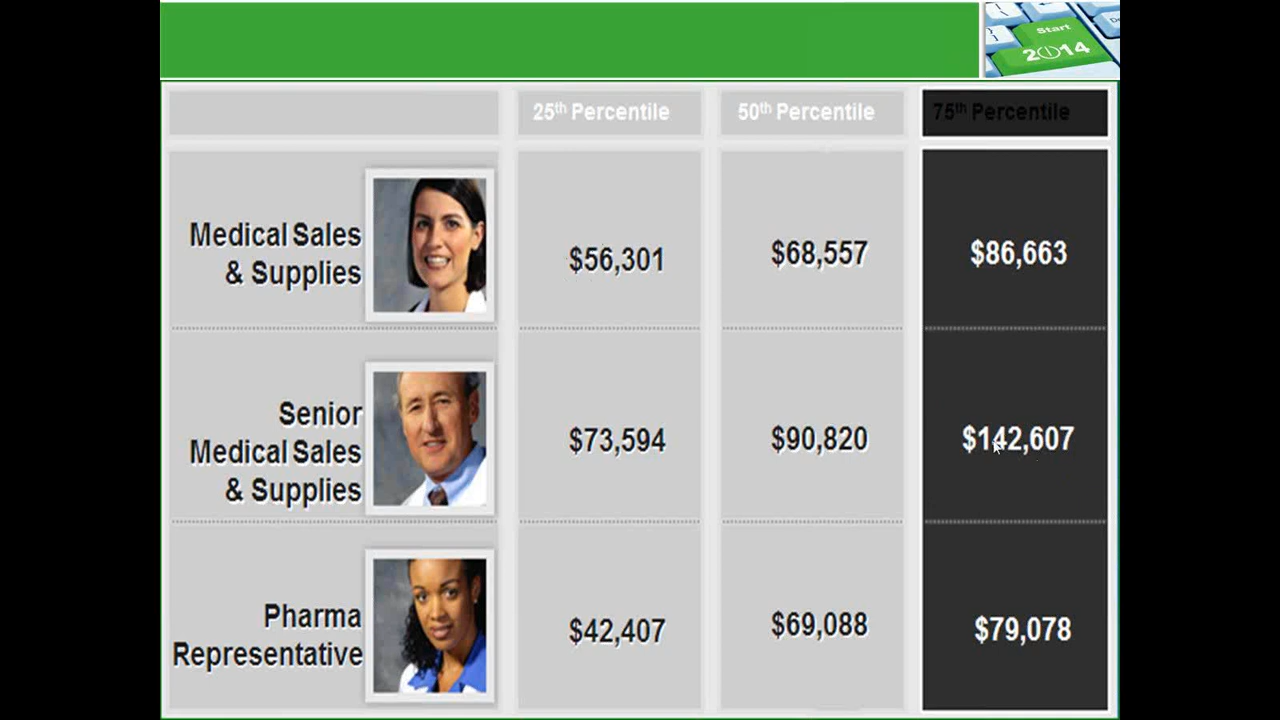 Start
2014
25th Percentile
50th Percentile
75th Percentile
Medical Sales
& Supplies
$56,301
$68,557
$86,663
Senior
Medical Sales
& Supplies
$73,594
$90,820
$142,607
Pharma
Representative
$42,407
$69,088
$79,078